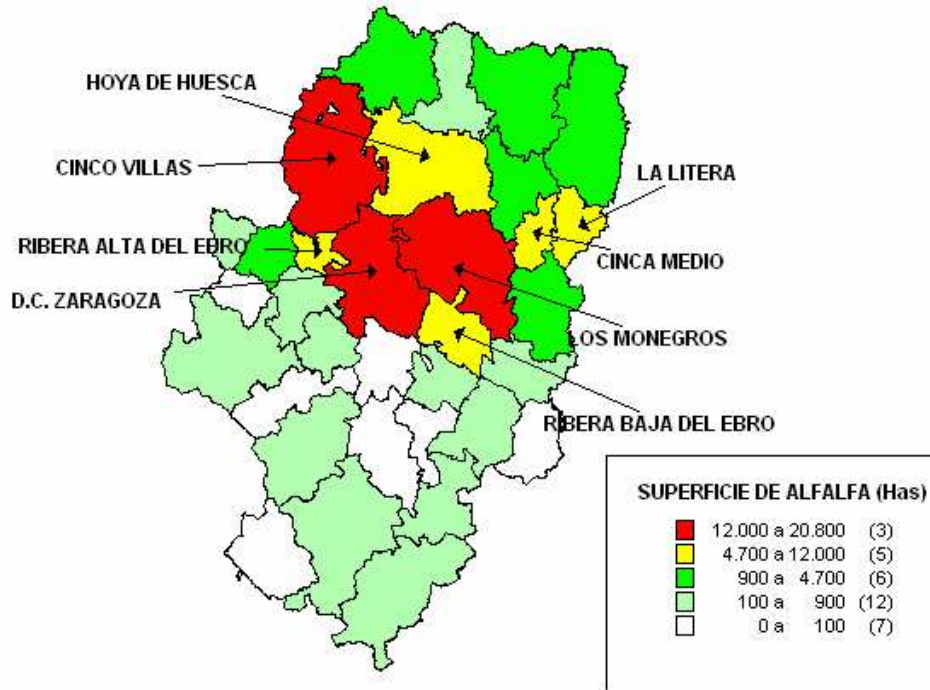 HOYA DE HUESCA
CINCO VILLAS
LA LITERA
RIBERA ALTA DEL EBRO
CINCA MEDIO
D.C. ZARAGOZA
LOS MONEGROS
RIBERA BAJA DEL EBRO
SUPERFICIE DE ALFALFA (Has)
12.000 a 20.800 (3)
4.700 a 12.000 (5)
900 a 4.700 (6)
100 a 900 (12)
0 a 100 (7)